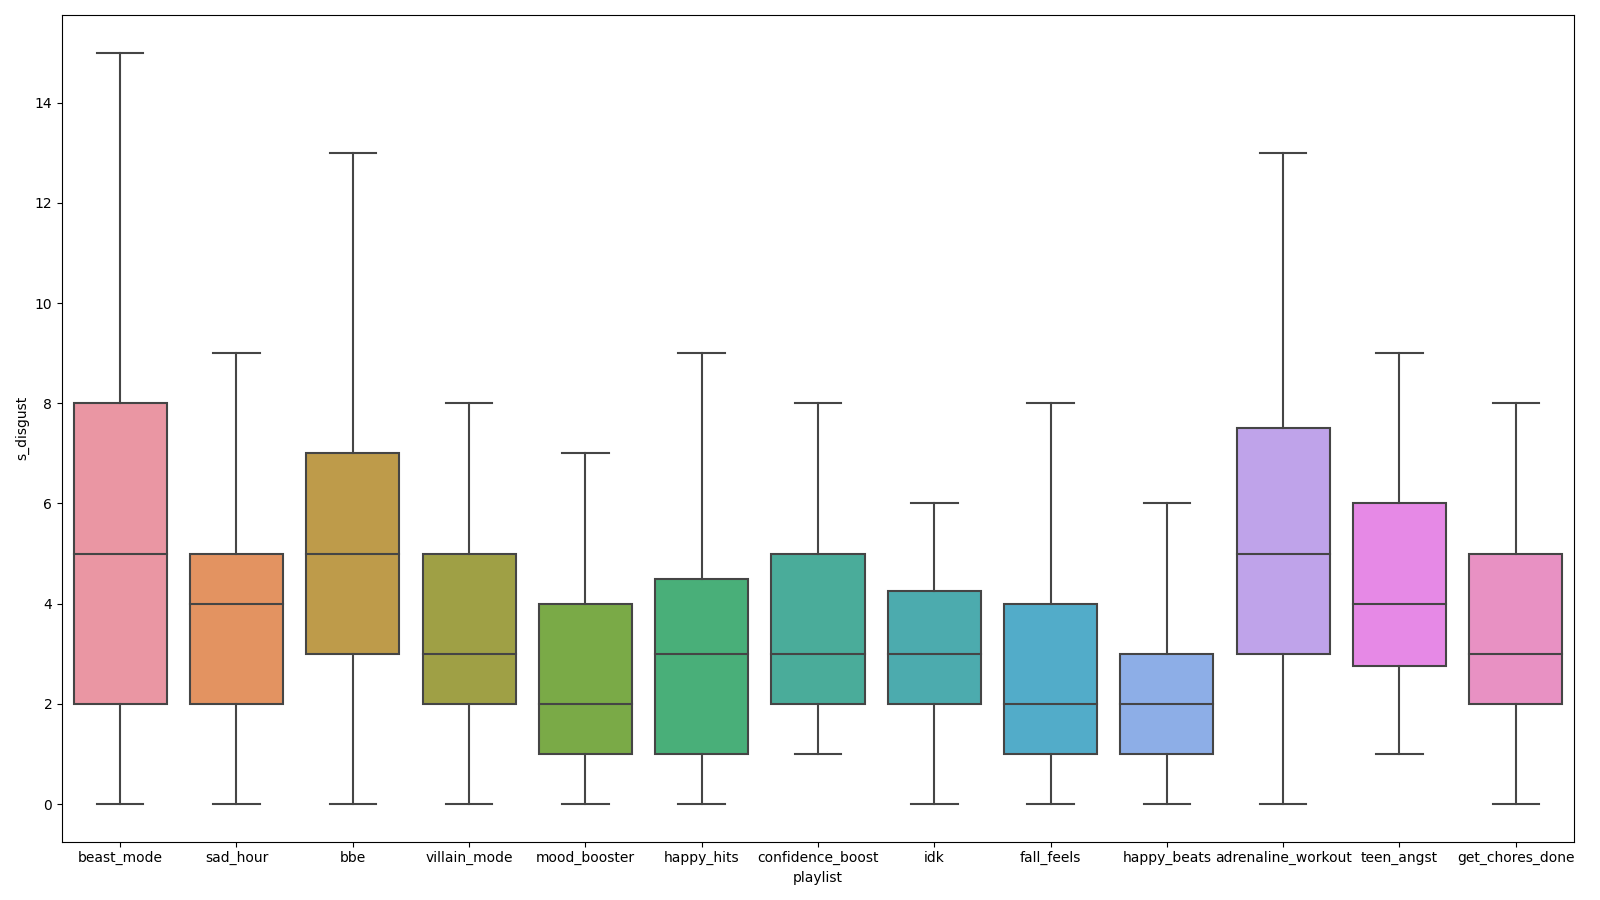 14
12
10
8
6
4
2
0
s_disgust
beast_mode sad_hour bbe villain_mode mood_booster happy_hits confidence_boost idk fall_feels happy_beats adrenaline_workout teen_angst get_chores_done
playlist